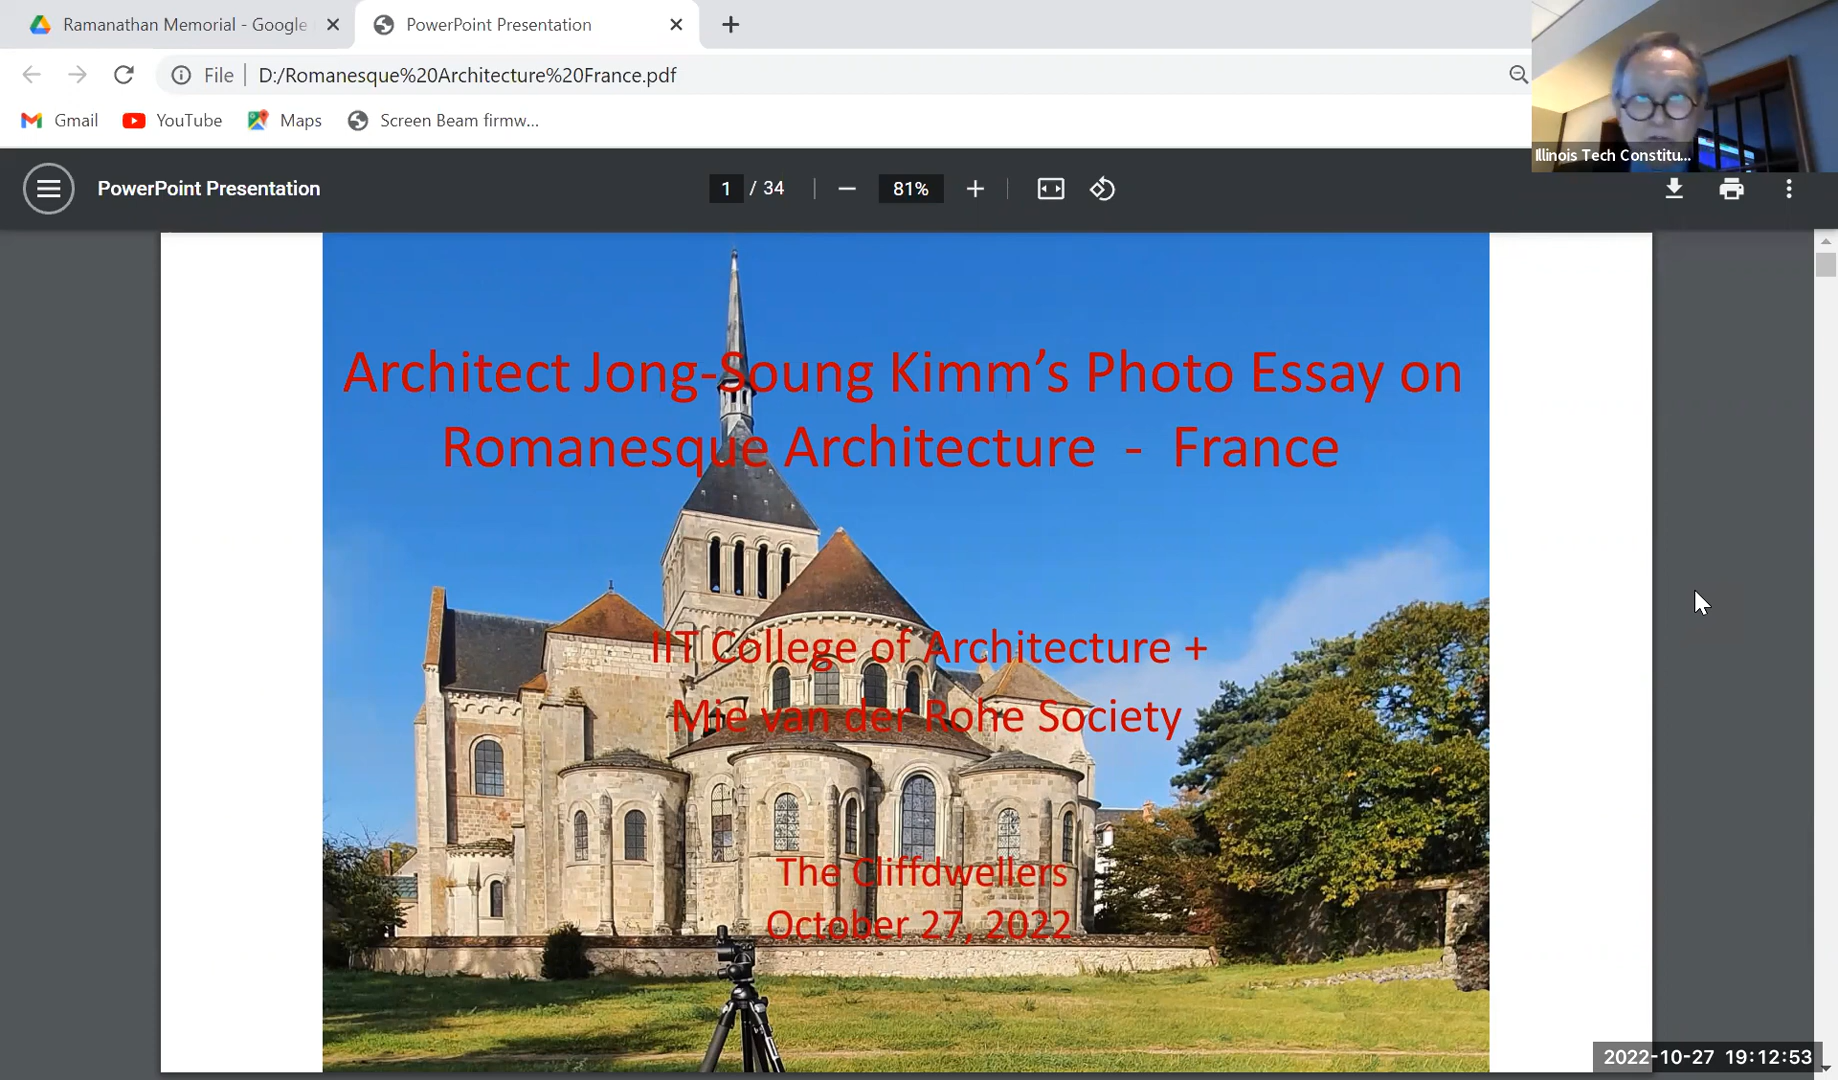 Ramanathan Memorial - Google
PowerPoint Presentation
File
D:/Romanesque%20Architecture%20France.pdf
Gmail
YouTube
Maps
Screen Beam firmw...
Illinois Tech Constitu...
PowerPoint Presentation
1 / 34
81%
Architect Jong-Soung Kimm’s Photo Essay on
Romanesque Architecture - France
IIT College of Architecture +
Mie van der Rohe Society
The Cliffdwellers
October 27, 2022
2022-10-27 19:12:53